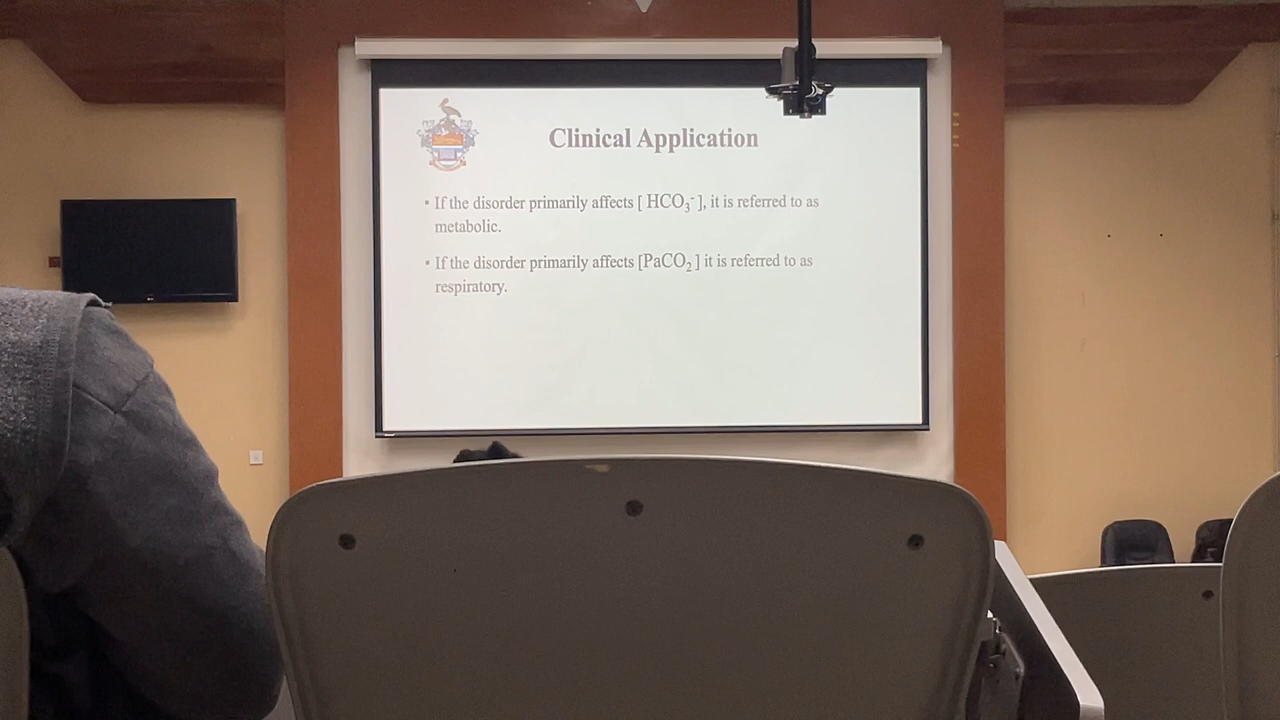 Clinical Application
• If the disorder primarily affects [ HCO₃⁻ ], it is referred to as
metabolic.
• If the disorder primarily affects [PaCO₂ ] it is referred to as
respiratory.